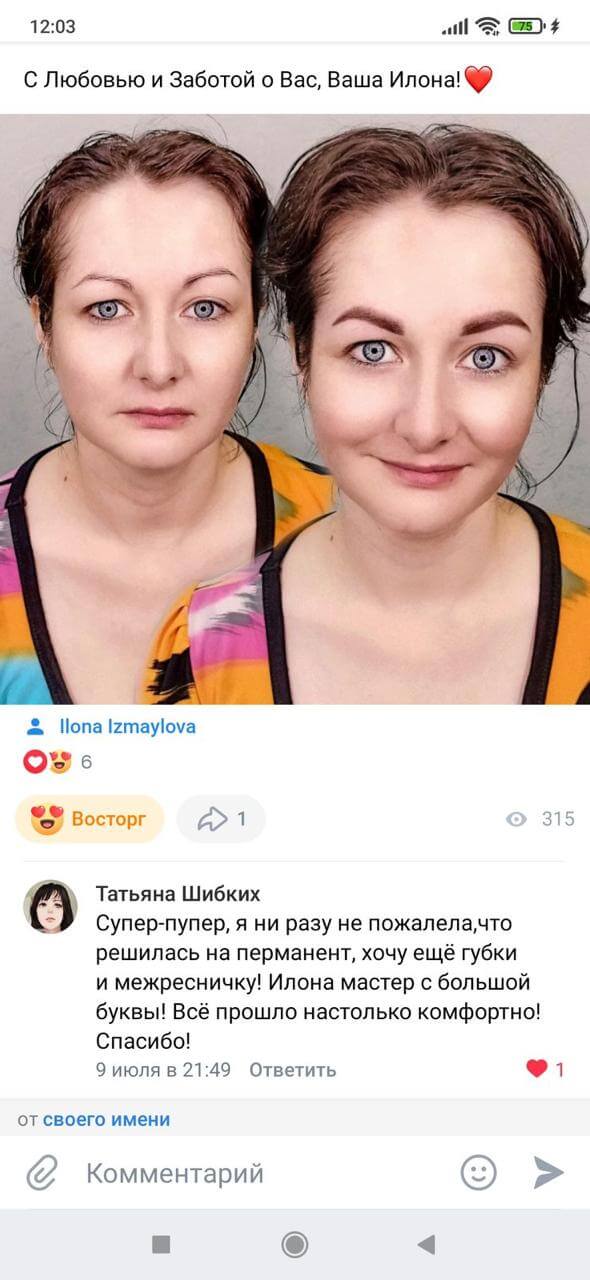 12:03
75
С Любовью и Заботой о Вас, Ваша Илона!❤️
Ilona Izmaylova
6
Восторг
1
315
Татьяна Шибких
Супер-пупер, я ни разу не пожалела,что
решилась на перманент, хочу ещё губки
и межресничку! Илона мастер с большой
буквы! Всё прошло настолько комфортно!
Спасибо!
9 июля в 21:49 Ответить 1
от своего имени
Комментарий